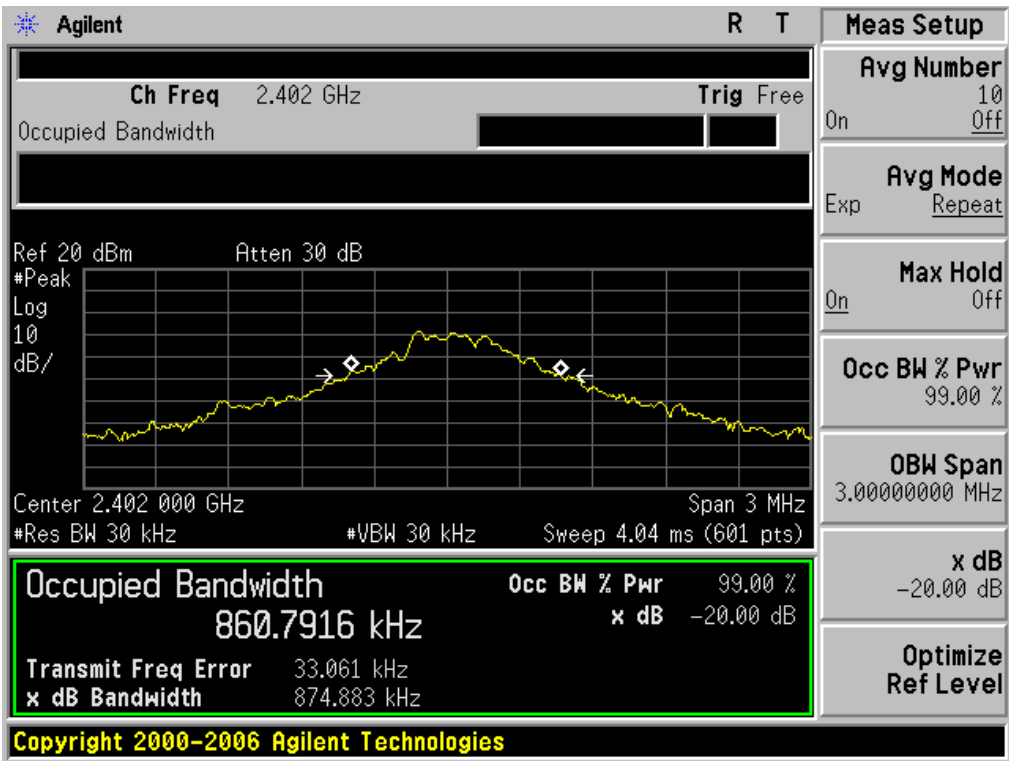 Agilent R T
Ch Freq 2.402 GHz Trig Free
Occupied Bandwidth
Ref 20 dBm Atten 30 dB
#Peak
Log
10
dB/
Center 2.402 000 GHz Span 3 MHz
#Res BW 30 kHz #VBW 30 kHz Sweep 4.04 ms (601 pts)
Occupied Bandwidth Occ BW % Pwr 99.00 %
860.7916 kHz x dB -20.00 dB
Transmit Freq Error 33.061 kHz
x dB Bandwidth 874.883 kHz
Copyright 2000-2006 Agilent Technologies
Meas Setup
Avg Number
10
On Off
Avg Mode
Exp Repeat
Max Hold
On Off
Occ BW % Pwr
99.00 %
OBW Span
3.00000000 MHz
x dB
-20.00 dB
Optimize
Ref Level